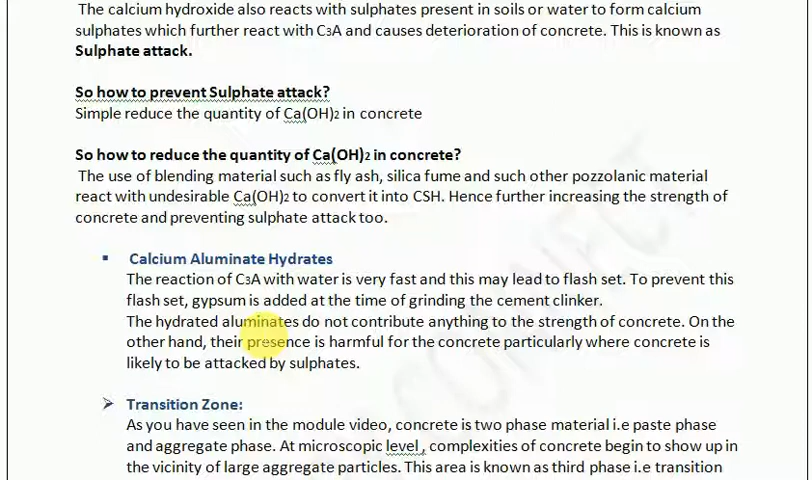 The calcium hydroxide also reacts with sulphates present in soils or water to form calcium
sulphates which further react with C3A and causes deterioration of concrete. This is known as
Sulphate attack.
So how to prevent Sulphate attack?
Simple reduce the quantity of Ca(OH)2 in concrete
So how to reduce the quantity of Ca(OH)2 in concrete?
The use of blending material such as fly ash, silica fume and such other pozzolanic material
react with undesirable Ca(OH)2 to convert it into CSH. Hence further increasing the strength of
concrete and preventing sulphate attack too.
▪ Calcium Aluminate Hydrates
The reaction of C3A with water is very fast and this may lead to flash set. To prevent this
flash set, gypsum is added at the time of grinding the cement clinker.
The hydrated aluminates do not contribute anything to the strength of concrete. On the
other hand, their presence is harmful for the concrete particularly where concrete is
likely to be attacked by sulphates.
➢ Transition Zone:
As you have seen in the module video, concrete is two phase material i.e paste phase
and aggregate phase. At microscopic level , complexities of concrete begin to show up in
the vicinity of large aggregate particles. This area is known as third phase i.e transition